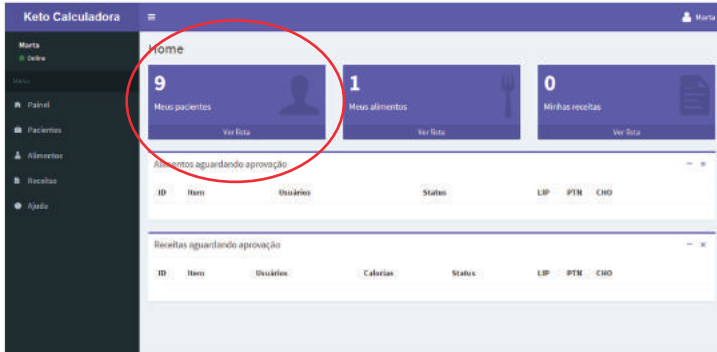 Keto Calculadora
Marta
Marta
Online
Menu
Painel
Pacientes
Alimentos
Receitas
Ajuda
Home
9
Meus pacientes
Ver lista
1
Meus alimentos
Ver lista
0
Minhas receitas
Ver lista
Alimentos aguardando aprovação
ID Item Usuários Status LIP PTN CHO
Receitas aguardando aprovação
ID Item Usuários Calorias Status LIP PTN CHO